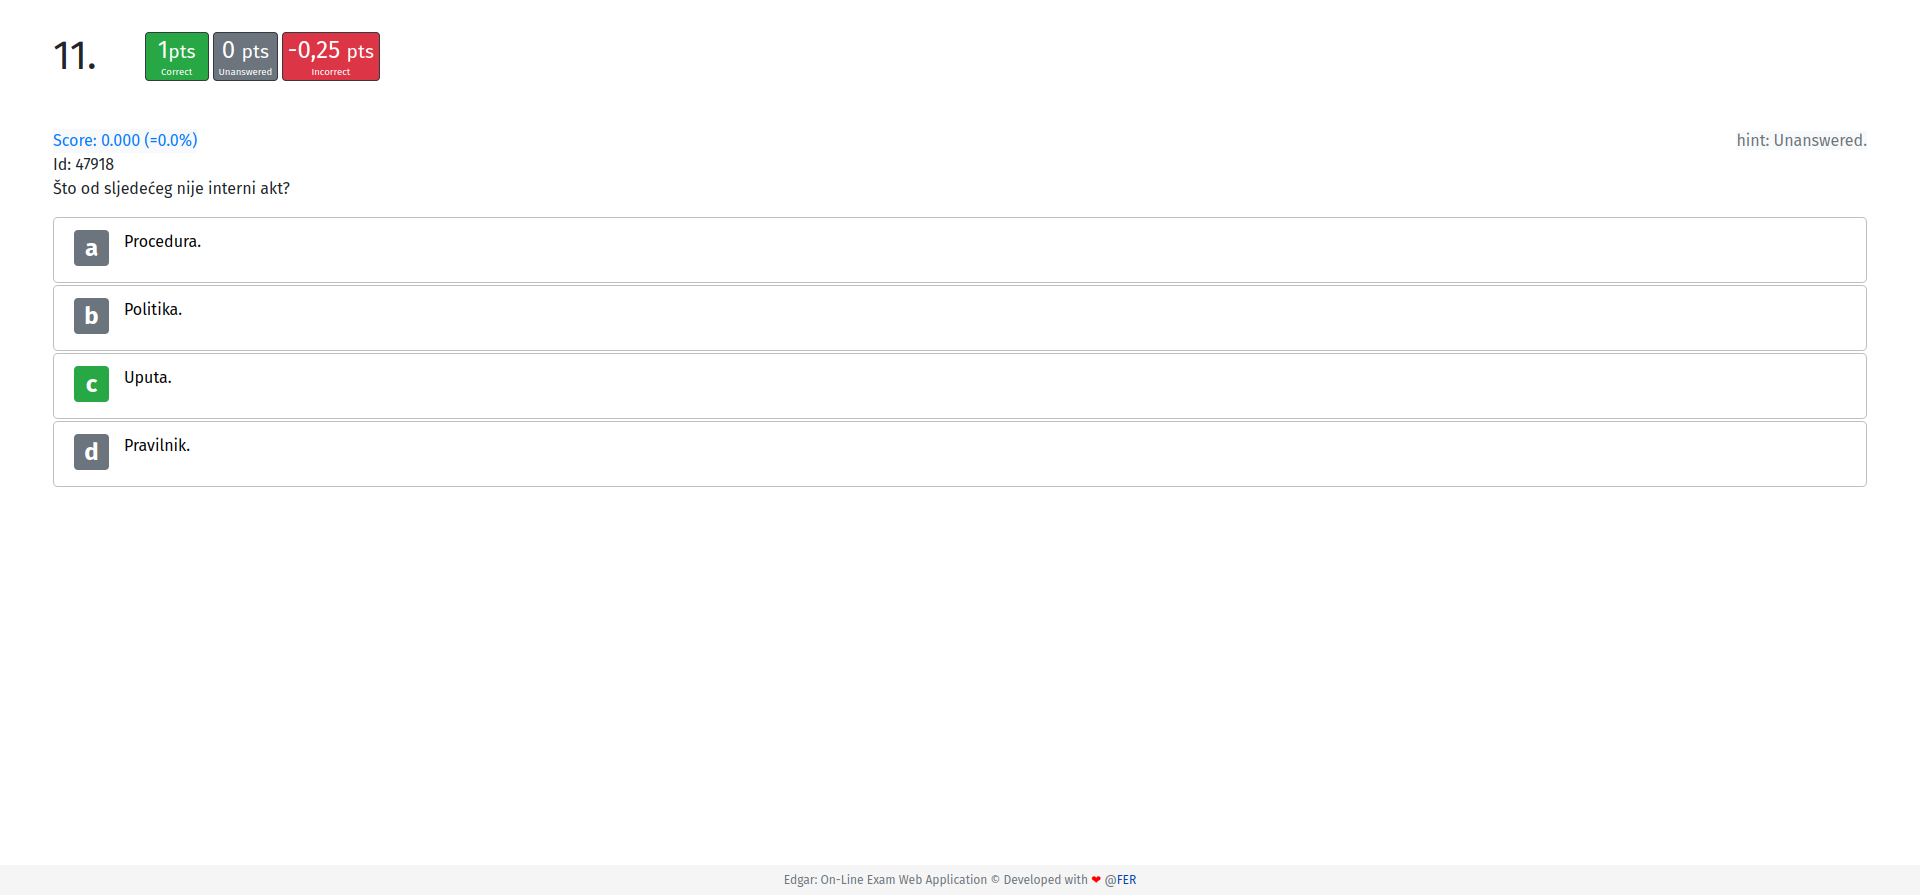 11.
1pts
Correct
0 pts
Unanswered
-0,25 pts
Incorrect
Score: 0.000 (=0.0%)
hint: Unanswered.
Id: 47918
Što od sljedećeg nije interni akt?
a Procedura.
b Politika.
c Uputa.
d Pravilnik.
Edgar: On-Line Exam Web Application © Developed with ❤ @FER